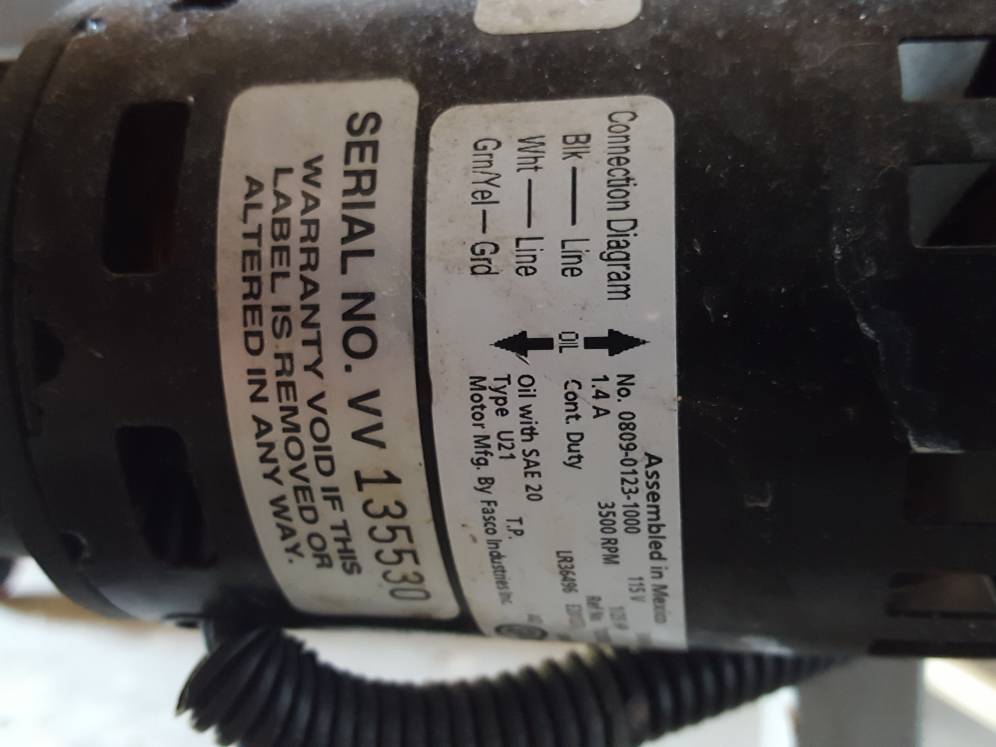 SERIAL NO. VV 135530
WARRANTY VOID IF THIS
LABEL IS REMOVED OR
ALTERED IN ANY WAY.
Connection Diagram
Blk — Line
Wht — Line
Grn/Yel — Grd
OIL
Assembled in Mexico
No. 0809-0123-1000 115 V
1.4 A 3500 RPM
Cont. Duty Ref No
LR36496
Oil with SAE 20
Type U21 T.P.
Motor Mfg. By Fasco Industries Inc.